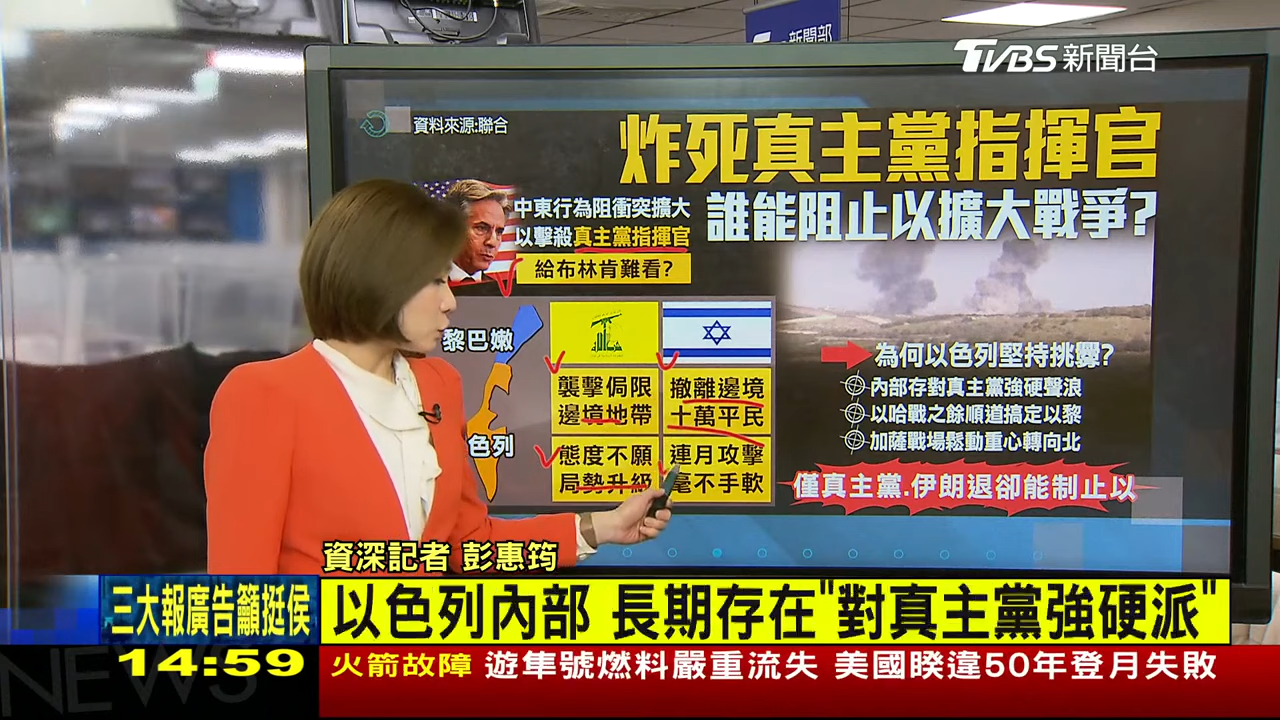 新聞部
TVBS新聞台
資料來源:聯合
炸死真主黨指揮官
誰能阻止以擴大戰爭?
中東行為阻衝突擴大
以擊殺真主黨指揮官
給布林肯難看?
黎巴嫩
色列
襲擊侷限
邊境地帶
撤離邊境
十萬平民
態度不願
局勢升級
連月攻擊
毫不手軟
為何以色列堅持挑釁?
內部存對真主黨強硬聲浪
以哈戰之餘順道搞定以黎
加薩戰場鬆動重心轉向北
僅真主黨.伊朗退卻能制止以
資深記者 彭惠筠
三大報廣告籲挺侯
以色列內部 長期存在"對真主黨強硬派"
14:59
火箭故障 遊隼號燃料嚴重流失 美國睽違50年登月失敗
NEWS